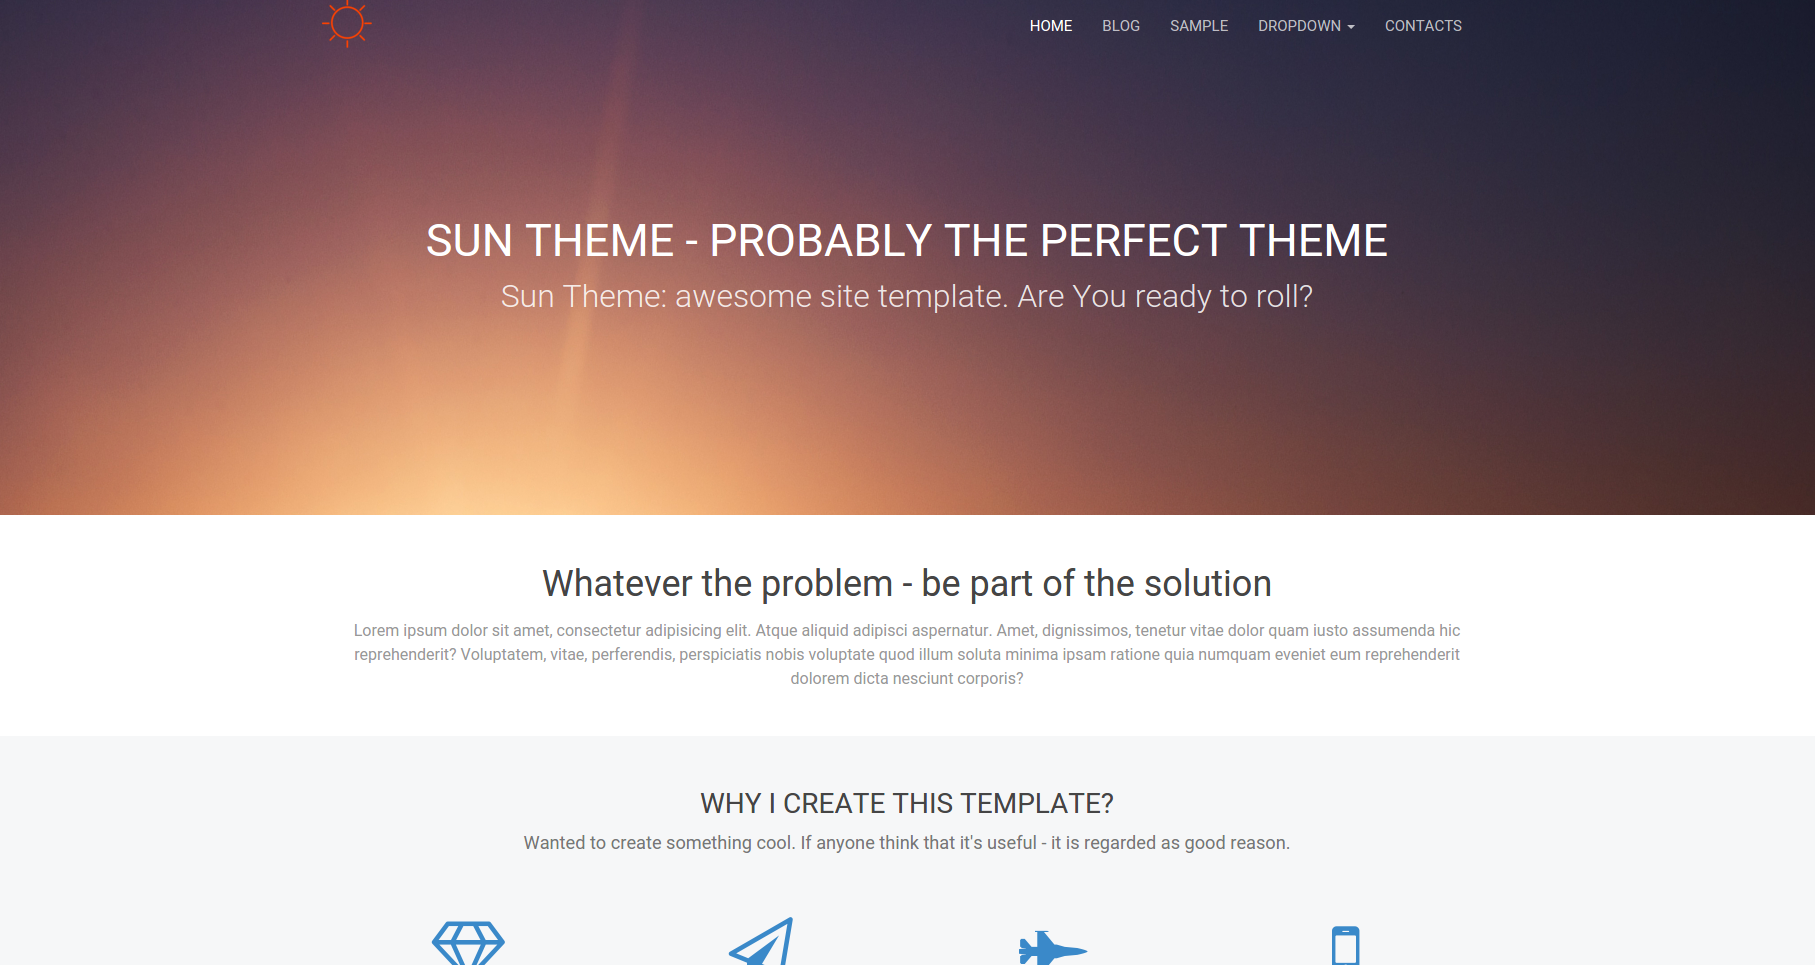 HOME BLOG SAMPLE DROPDOWN CONTACTS
SUN THEME - PROBABLY THE PERFECT THEME
Sun Theme: awesome site template. Are You ready to roll?
Whatever the problem - be part of the solution
Lorem ipsum dolor sit amet, consectetur adipisicing elit. Atque aliquid adipisci aspernatur. Amet, dignissimos, tenetur vitae dolor quam iusto assumenda hic
reprehenderit? Voluptatem, vitae, perferendis, perspiciatis nobis voluptate quod illum soluta minima ipsam ratione quia numquam eveniet eum reprehenderit
dolorem dicta nesciunt corporis?
WHY I CREATE THIS TEMPLATE?
Wanted to create something cool. If anyone think that it's useful - it is regarded as good reason.